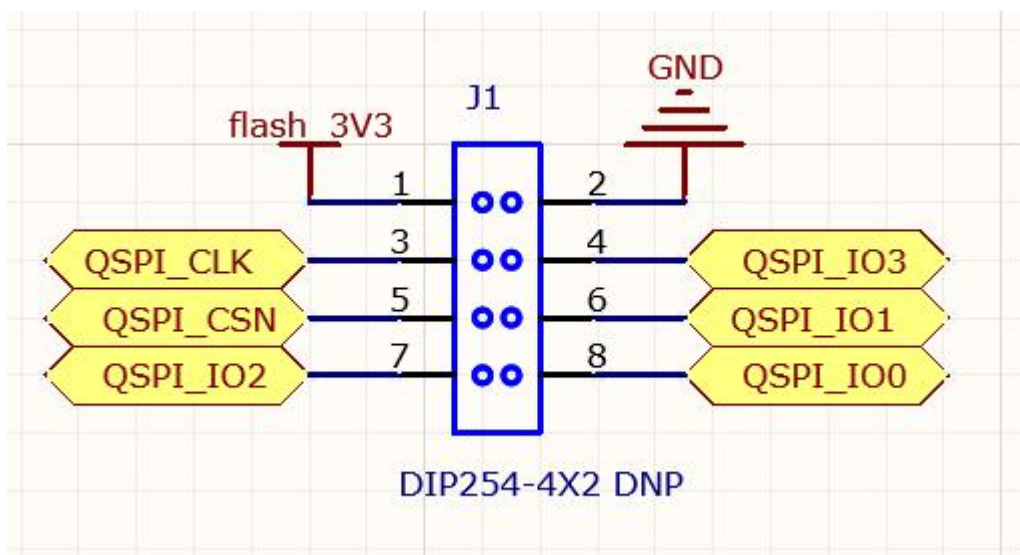 GND
J1
flash_3V3
1 2
QSPI_CLK 3 4 QSPI_IO3
QSPI_CSN 5 6 QSPI_IO1
QSPI_IO2 7 8 QSPI_IO0
DIP254-4X2 DNP